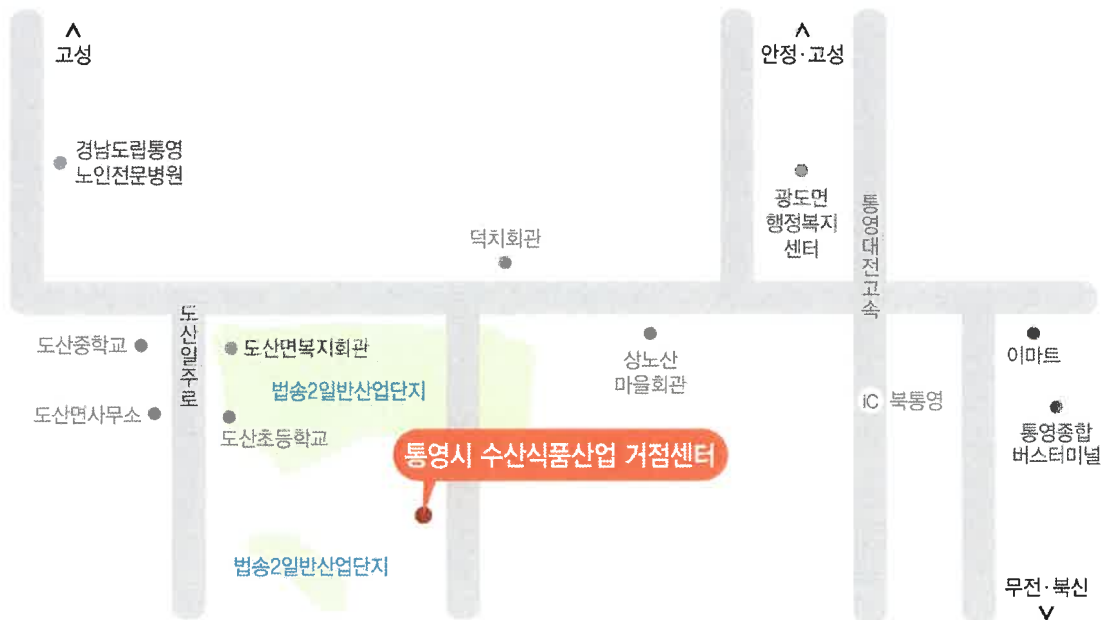 고성
안정·고성
경남도립통영
노인전문병원
광도면
행정복지
센터
통영대전고속
덕치회관
도산일주로
도산중학교
도산면복지회관
상노산
마을회관
이마트
법송2일반산업단지
도산면사무소
도산초등학교
iC 북통영
통영종합
버스터미널
통영시 수산식품산업 거점센터
법송2일반산업단지
무전·북신